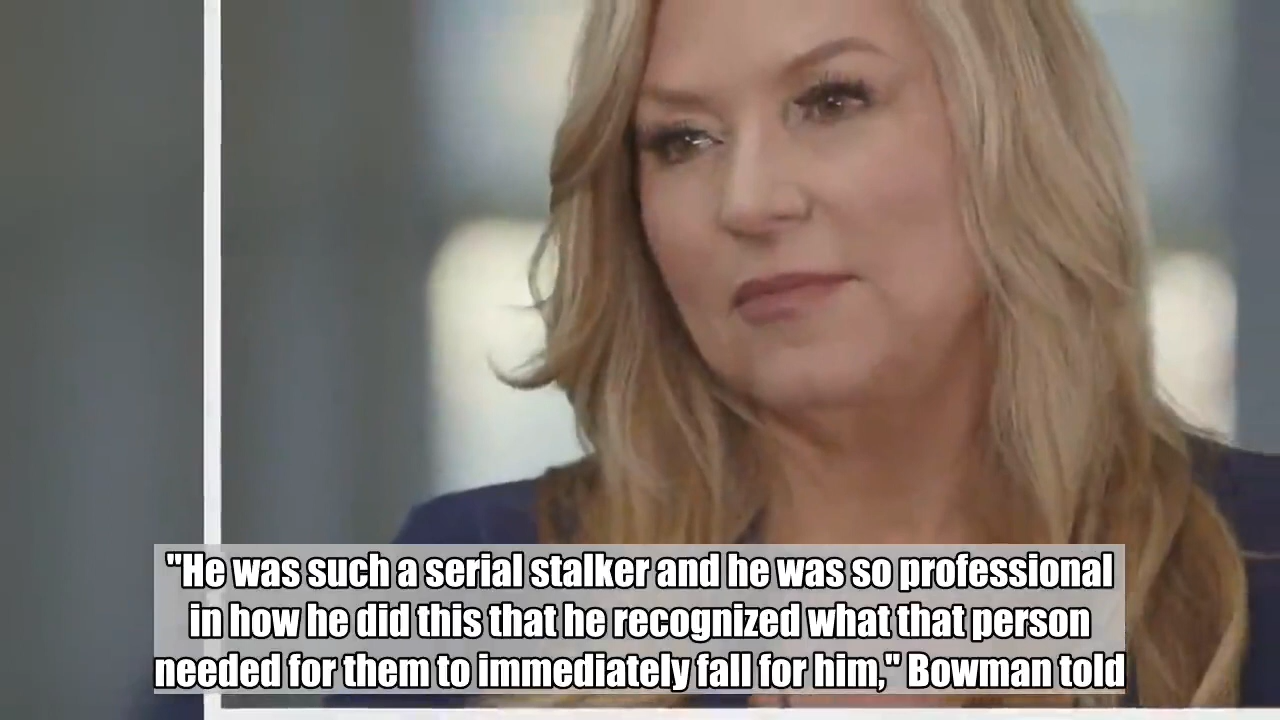 "He was such a serial stalker and he was so professional
in how he did this that he recognized what that person
needed for them to immediately fall for him," Bowman told